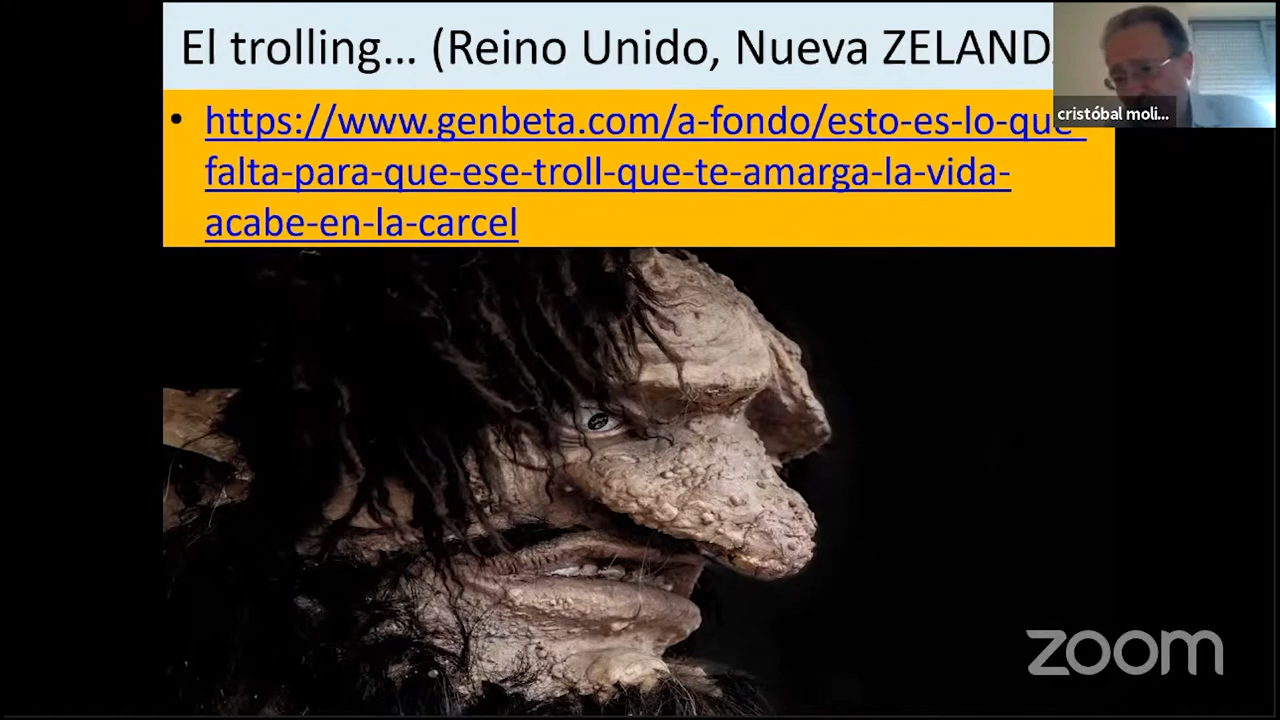 El trolling... (Reino Unido, Nueva ZELAND
cristóbal moli...
• https://www.genbeta.com/a-fondo/esto-es-lo-que-
falta-para-que-ese-troll-que-te-amarga-la-vida-
acabe-en-la-carcel
zoom